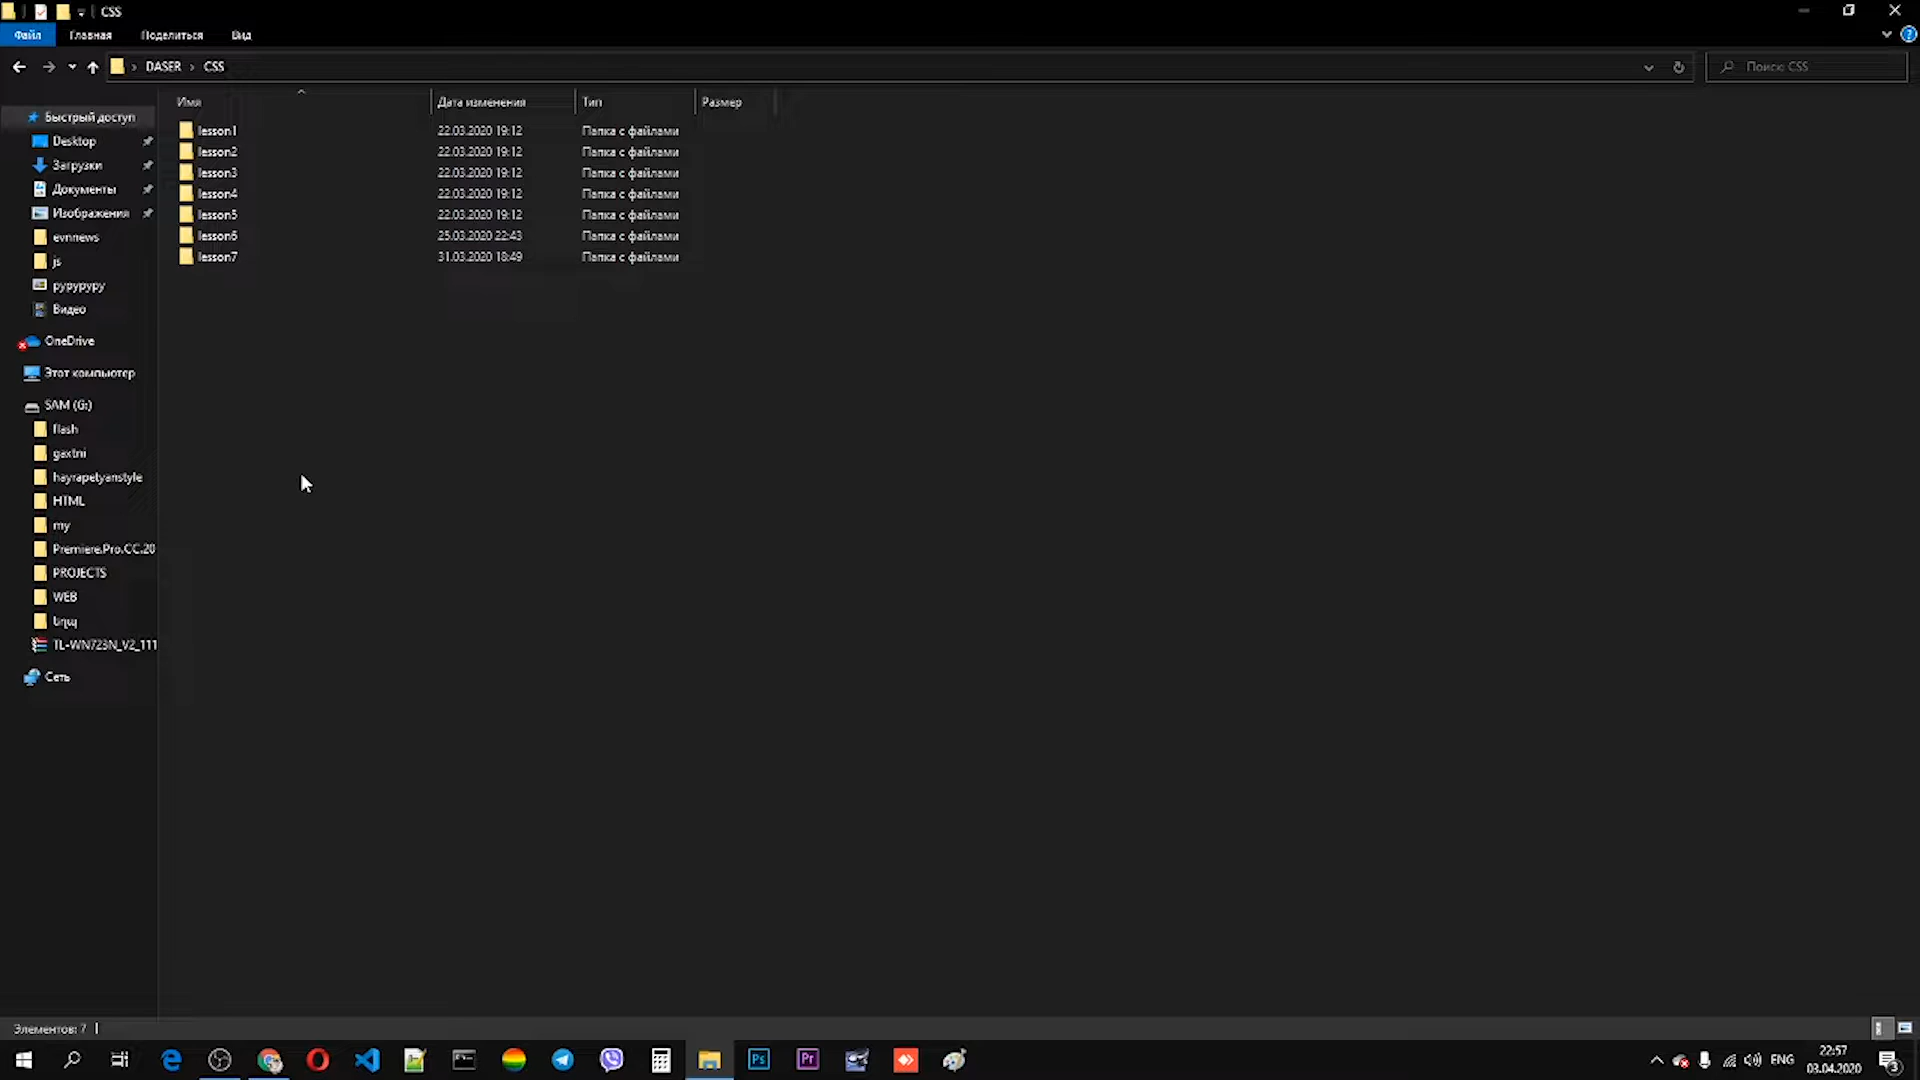 CSS
Файл Главная Поделиться Вид
DASER › CSS
Поиск: CSS
Имя Дата изменения Тип Размер
Быстрый доступ
Desktop
Загрузки
Документы
Изображения
evnnews
js
pypypypy
Видео
OneDrive
Этот компьютер
SAM (G:)
flash
gaxtni
hayrapetyanstyle
HTML
my
Premiere.Pro.CC.20
PROJECTS
WEB
TL-WN723N_V2_111
Сеть
lesson1 22.03.2020 19:12 Папка с файлами
lesson2 22.03.2020 19:12 Папка с файлами
lesson3 22.03.2020 19:12 Папка с файлами
lesson4 22.03.2020 19:12 Папка с файлами
lesson5 22.03.2020 19:12 Папка с файлами
lesson6 25.03.2020 22:43 Папка с файлами
lesson7 31.03.2020 18:49 Папка с файлами
Элементов: 7
Ps
Pr
ENG
22:57
03.04.2020
3